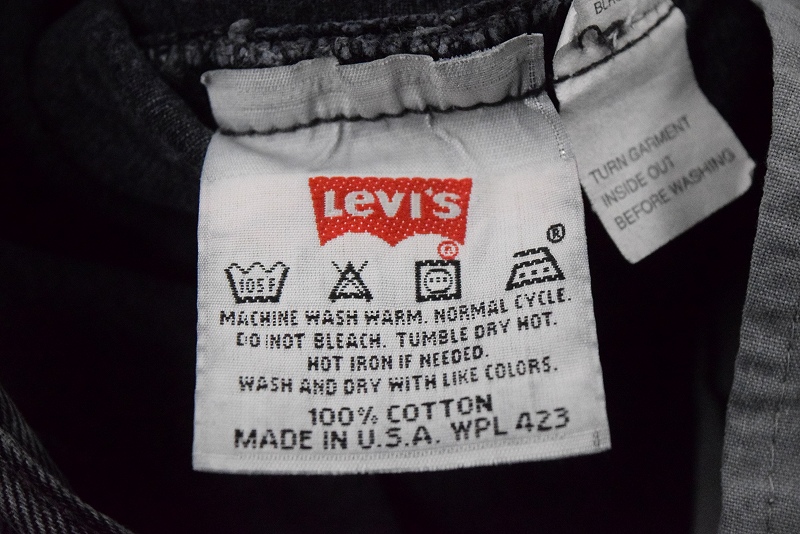 LEVI'S
®
105F
®
MACHINE WASH WARM. NORMAL CYCLE.
DO NOT BLEACH. TUMBLE DRY HOT.
HOT IRON IF NEEDED.
WASH AND DRY WITH LIKE COLORS.
100% COTTON
MADE IN U.S.A. WPL 423
TURN GARMENT
INSIDE OUT
BEFORE WASHING